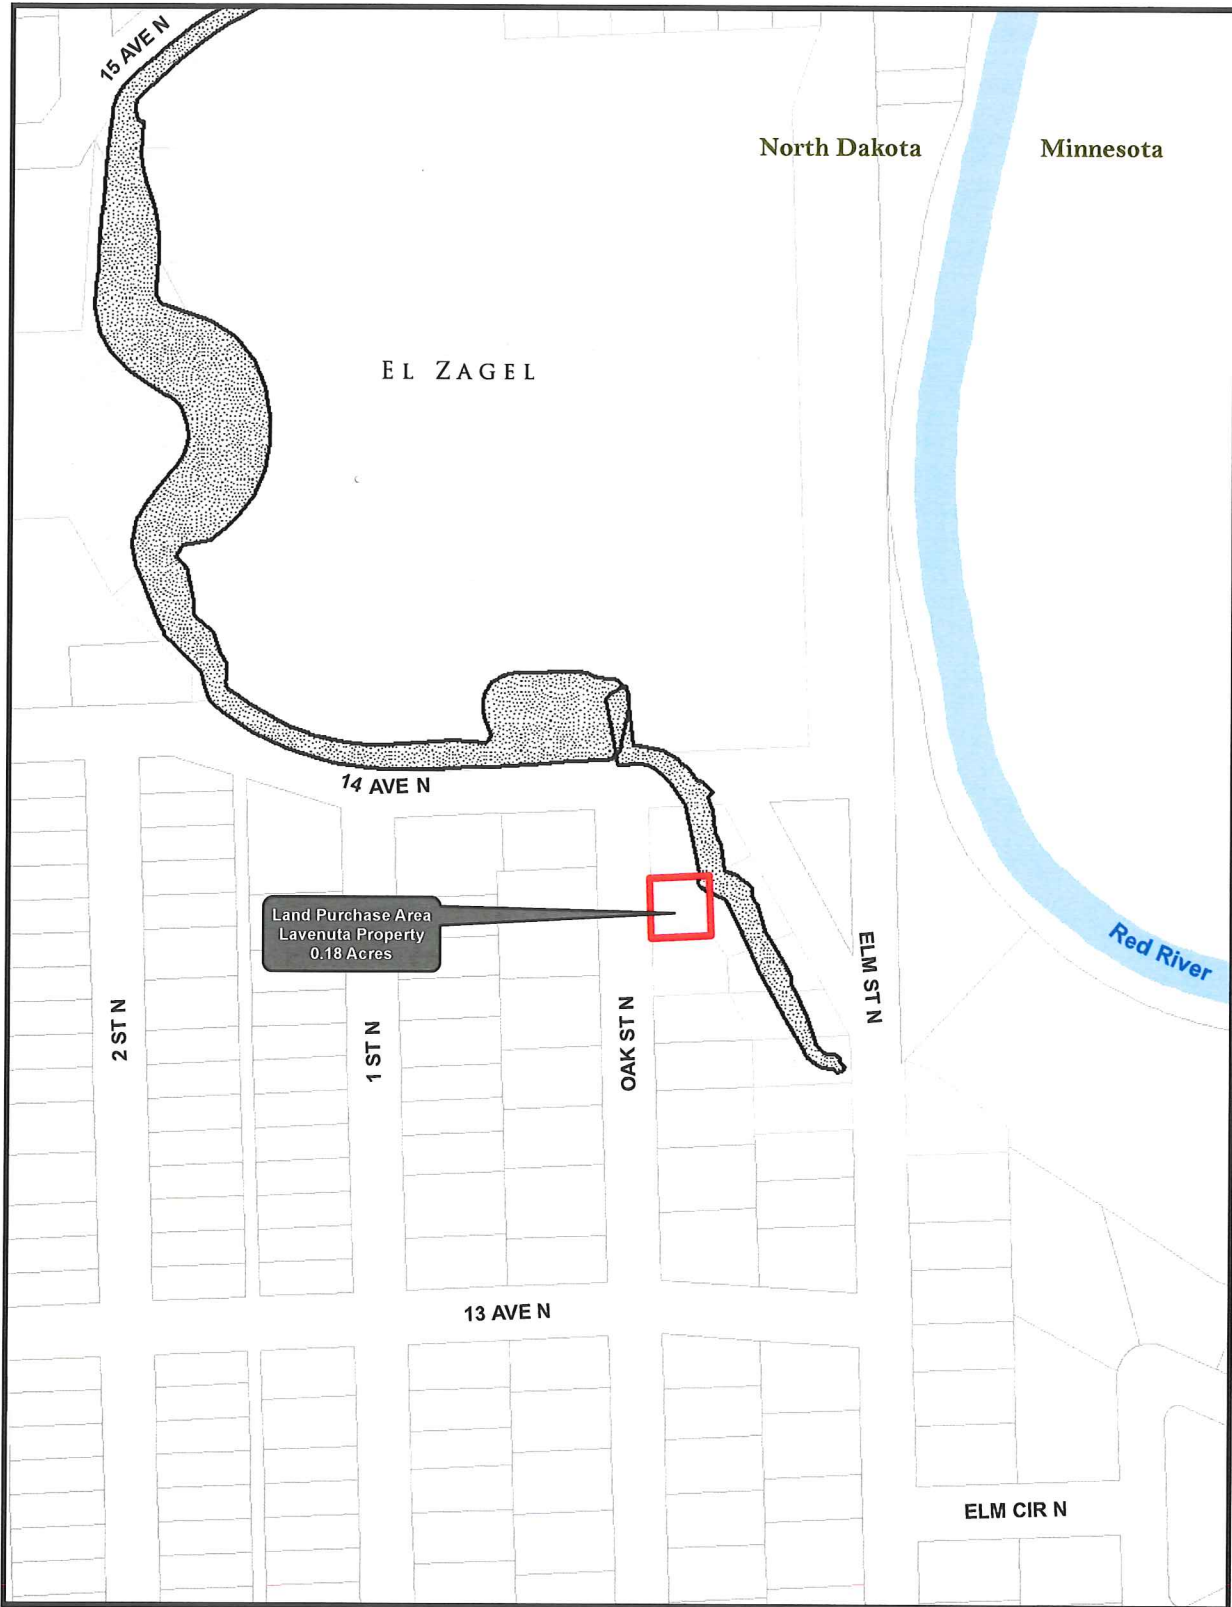 15 AVE N
North Dakota
Minnesota
EL ZAGEL
14 AVE N
Land Purchase Area
Lavenuta Property
0.18 Acres
ELM ST N
Red River
2 ST N
1 ST N
OAK ST N
13 AVE N
ELM CIR N